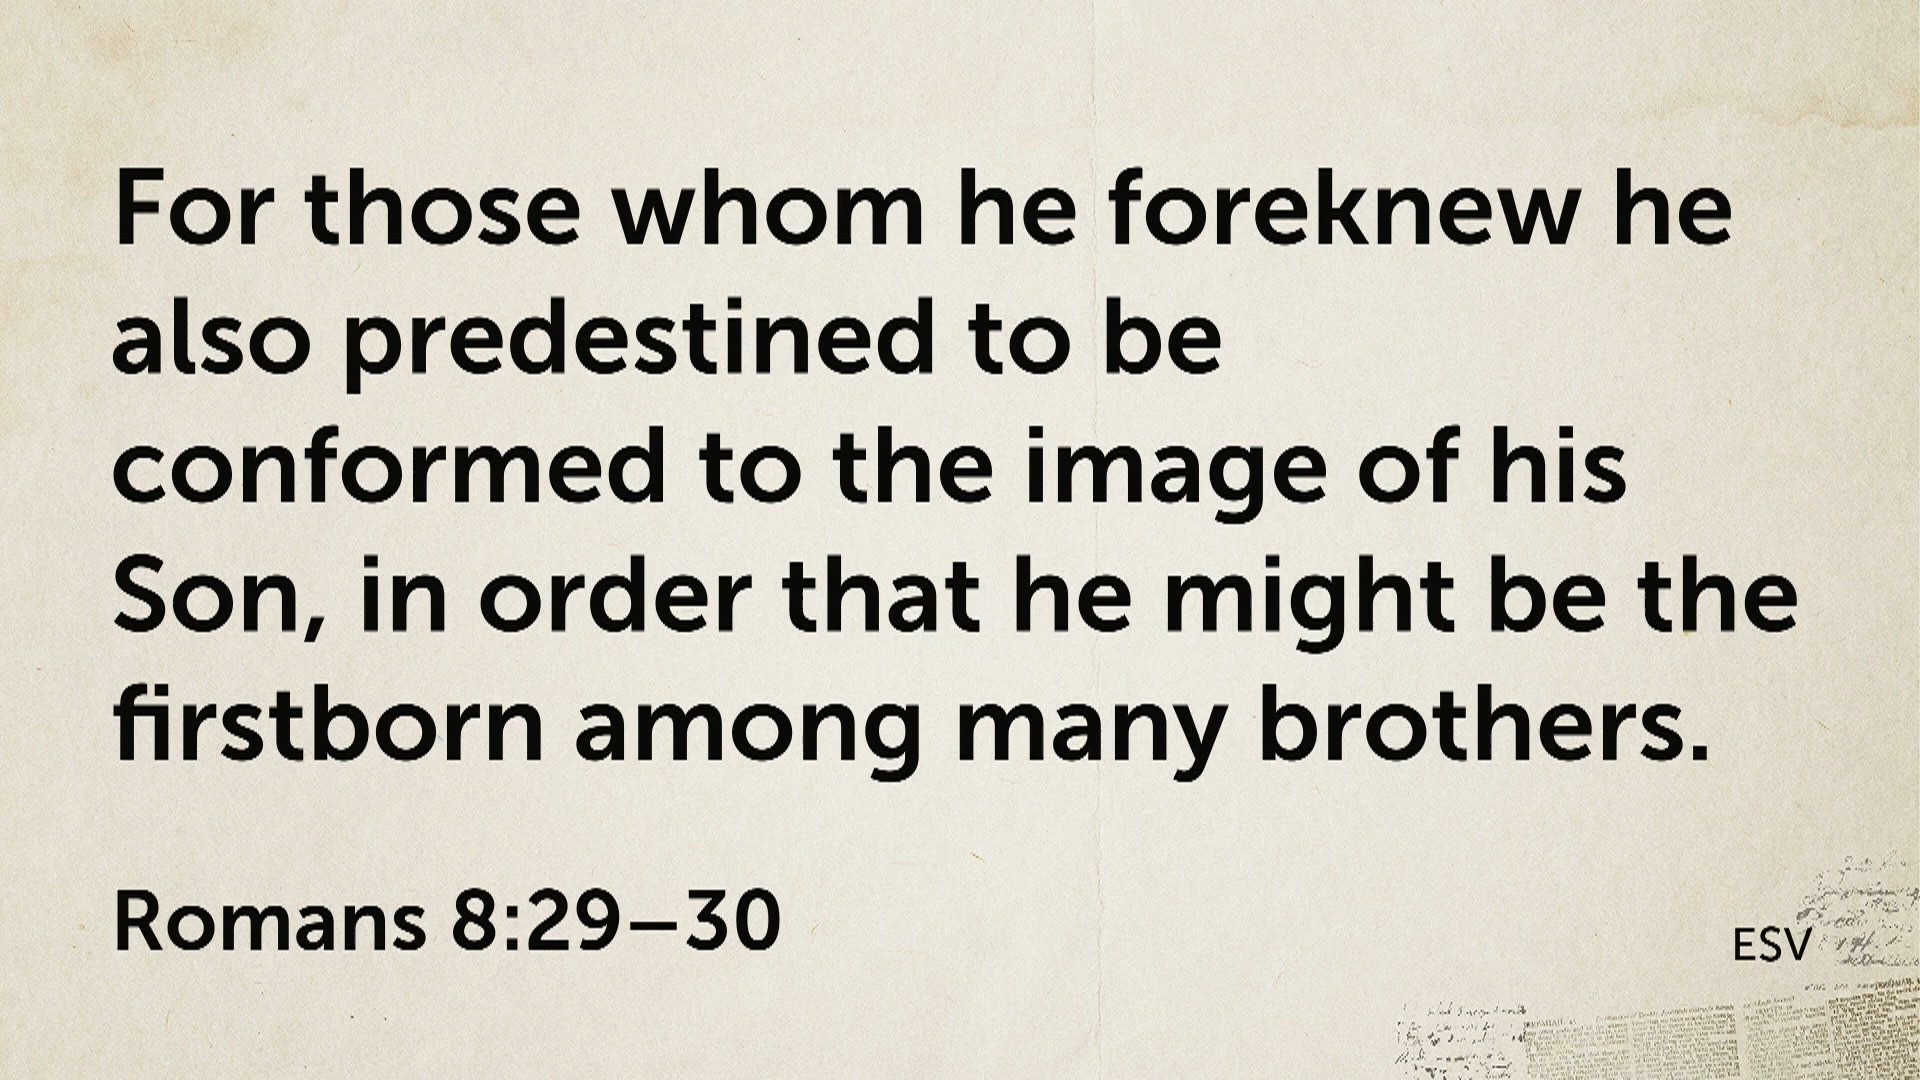 For those whom he foreknew he
also predestined to be
conformed to the image of his
Son, in order that he might be the
firstborn among many brothers.
Romans 8:29–30
ESV